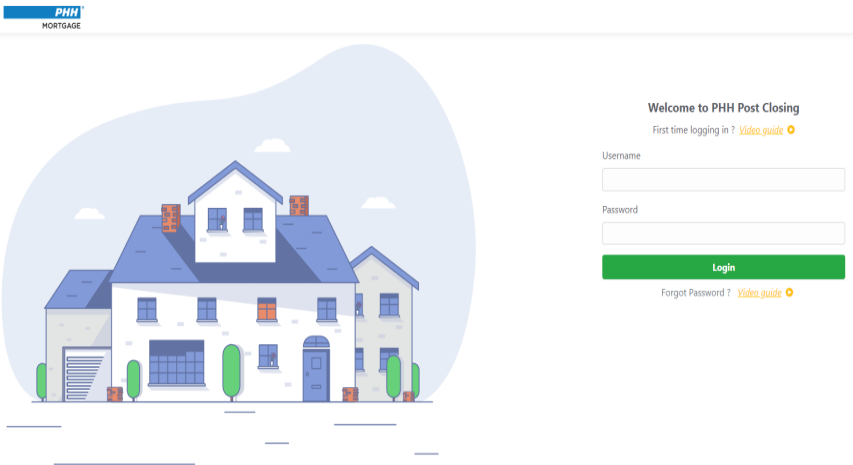 PHH
MORTGAGE
Welcome to PHH Post Closing
First time logging in ? Video guide
Username
Password
Login
Forgot Password ? Video guide